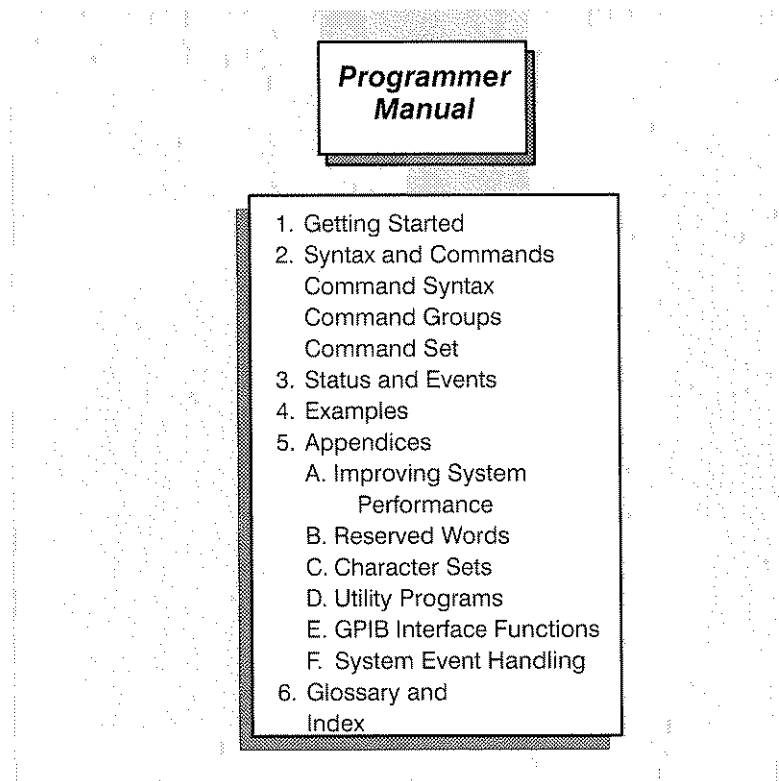 Programmer
Manual
1. Getting Started
2. Syntax and Commands
Command Syntax
Command Groups
Command Set
3. Status and Events
4. Examples
5. Appendices
A. Improving System
Performance
B. Reserved Words
C. Character Sets
D. Utility Programs
E. GPIB Interface Functions
F. System Event Handling
6. Glossary and
Index